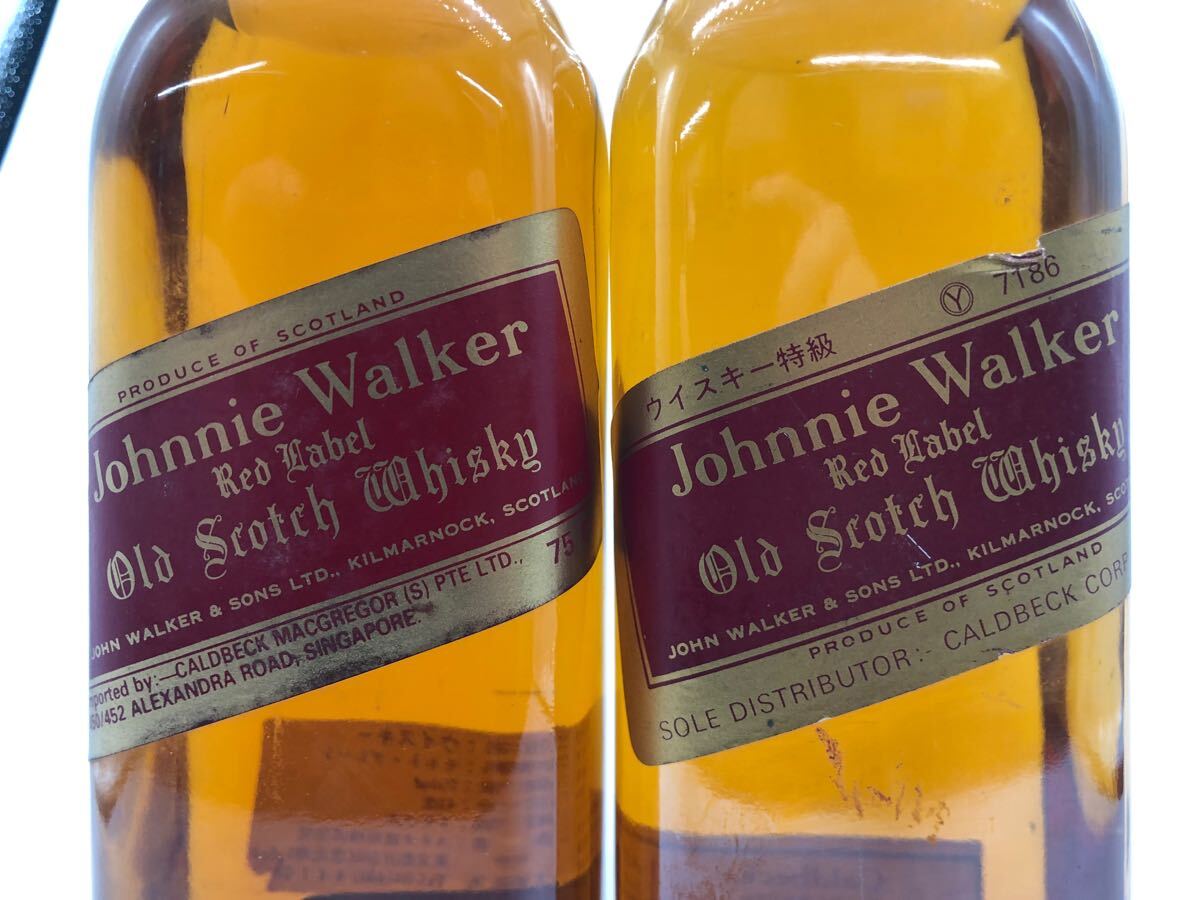 PRODUCE OF SCOTLAND
Johnnie Walker
Red Label
Old Scotch Whisky
JOHN WALKER & SONS LTD., KILMARNOCK, SCOTLAND
75
Imported by:—CALDBECK MACGREGOR (S) PTE LTD.,
450/452 ALEXANDRA ROAD, SINGAPORE.
ウイスキー特級 Ⓨ 7186
Johnnie Walker
Red Label
Old Scotch Whisky
JOHN WALKER & SONS LTD., KILMARNOCK, SCOT
PRODUCE OF SCOTLAND
SOLE DISTRIBUTOR:- CALDBECK CORP